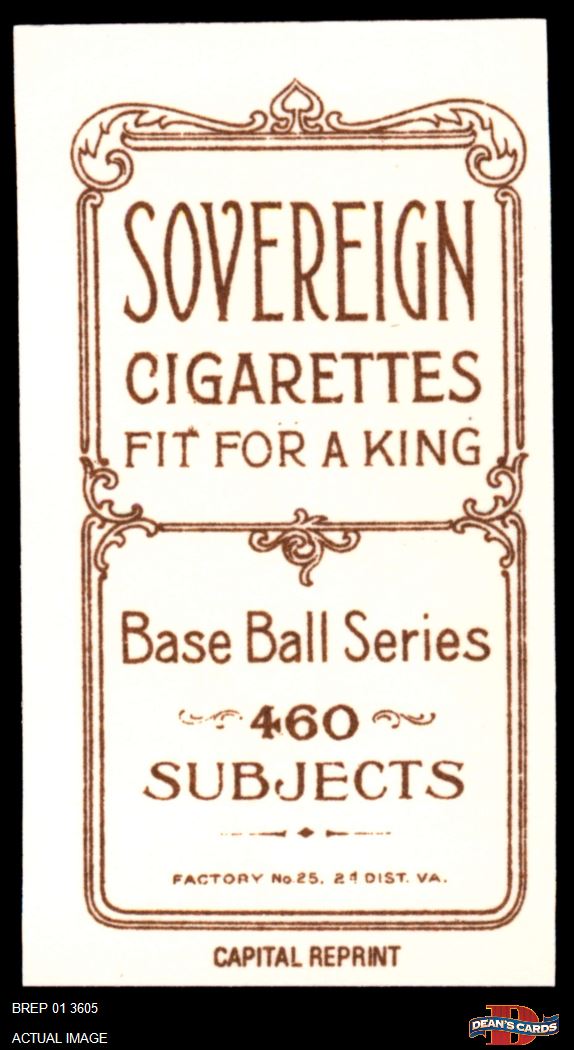 SOVEREIGN
CIGARETTES
FIT FOR A KING
Base Ball Series
460
SUBJECTS
FACTORY No.25. 2d DIST. VA.
CAPITAL REPRINT
BREP 01 3605
ACTUAL IMAGE
D
DEAN'S CARDS